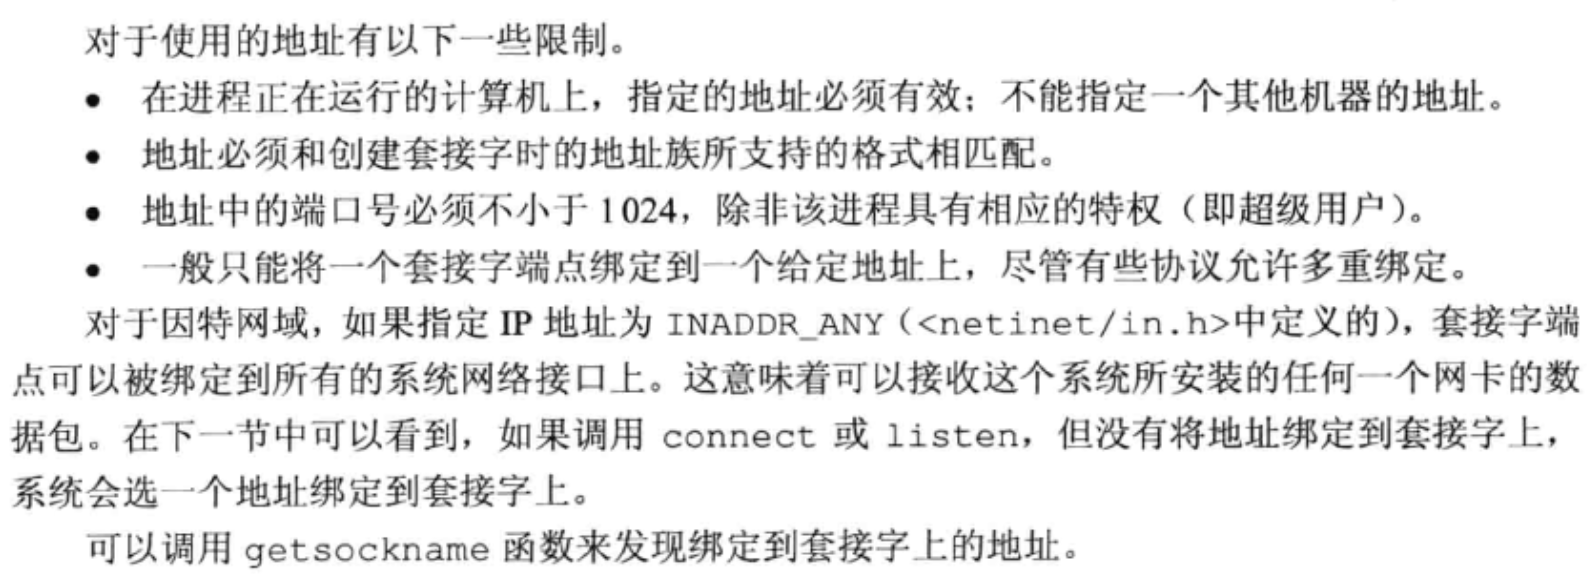 对于使用的地址有以下一些限制。
• 在进程正在运行的计算机上，指定的地址必须有效；不能指定一个其他机器的地址。
• 地址必须和创建套接字时的地址族所支持的格式相匹配。
• 地址中的端口号必须不小于 1024，除非该进程具有相应的特权（即超级用户）。
• 一般只能将一个套接字端点绑定到一个给定地址上，尽管有些协议允许多重绑定。
对于因特网域，如果指定 IP 地址为 INADDR_ANY（<netinet/in.h>中定义的），套接字端
点可以被绑定到所有的系统网络接口上。这意味着可以接收这个系统所安装的任何一个网卡的数
据包。在下一节中可以看到，如果调用 connect 或 listen，但没有将地址绑定到套接字上，
系统会选一个地址绑定到套接字上。
可以调用 getsockname 函数来发现绑定到套接字上的地址。